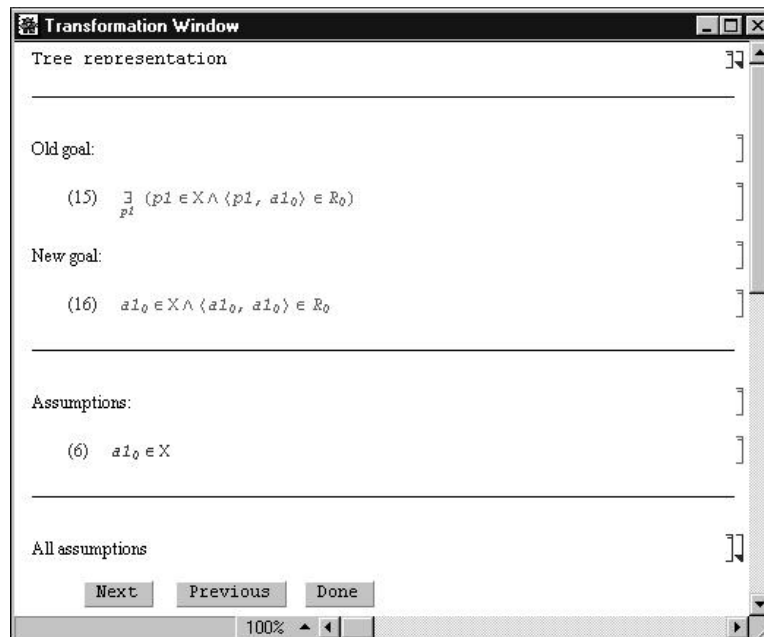 Transformation Window
Tree representation
Old goal:
(15) ∃ (p1 ∈ X ∧ ⟨p1, a1₀⟩ ∈ R₀)
p1
New goal:
(16) a1₀ ∈ X ∧ ⟨a1₀, a1₀⟩ ∈ R₀
Assumptions:
(6) a1₀ ∈ X
All assumptions
Next Previous Done
100%